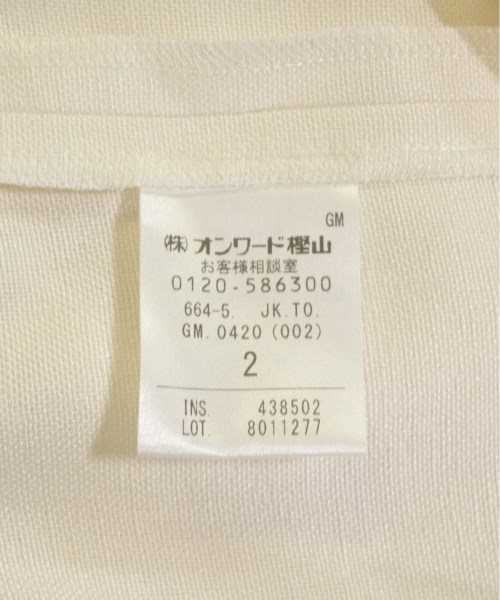 GM
㈱オンワード樫山
お客様相談室
0120-586300
664-5. JK.TO.
GM.0420(002)
2
INS. 438502
LOT. 8011277